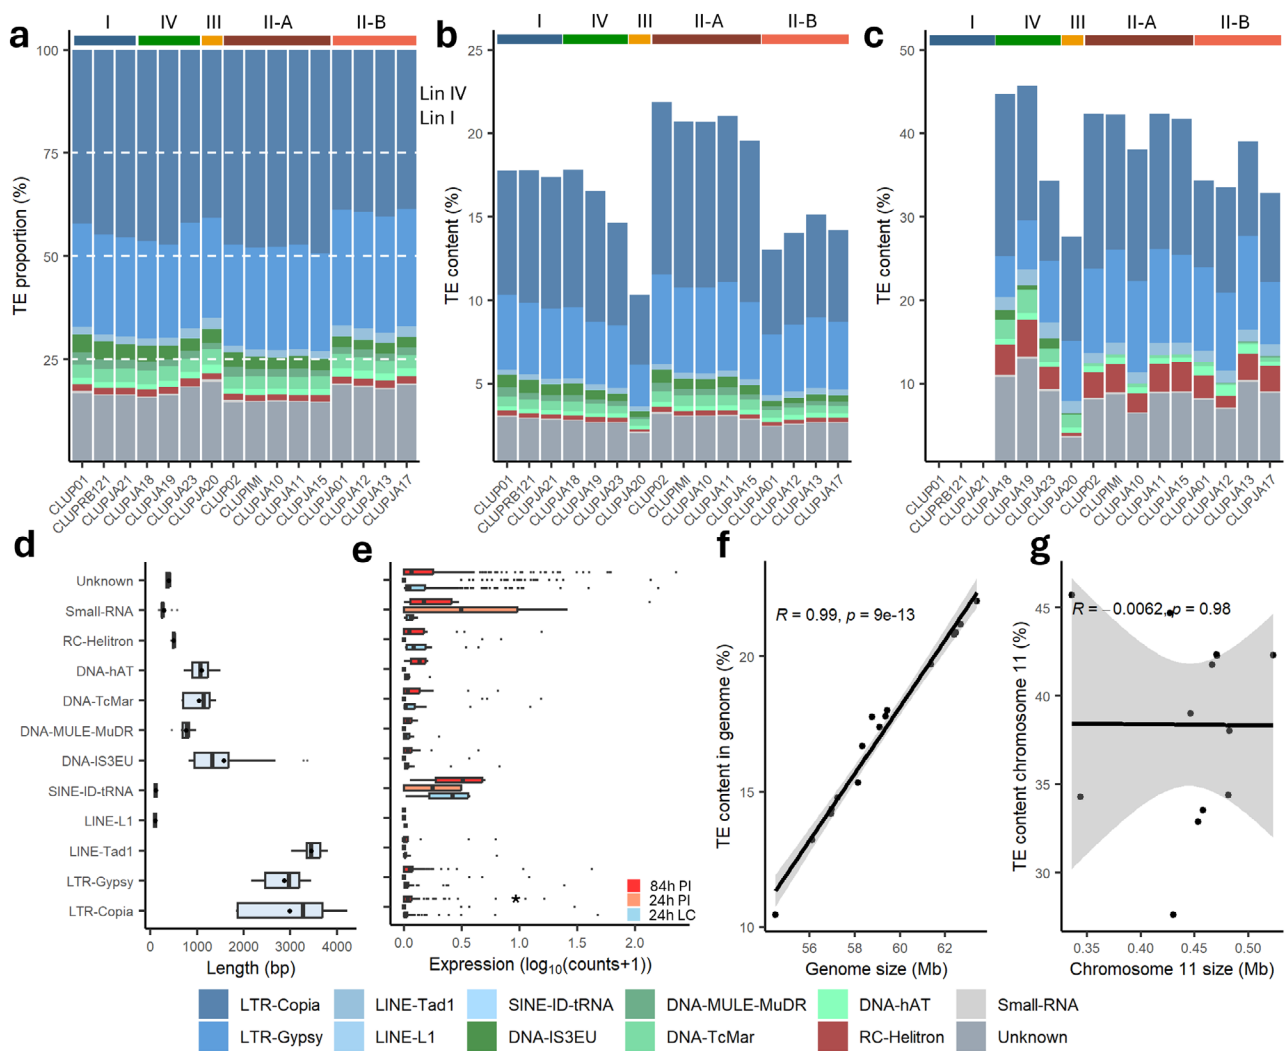 a
I IV III II-A II-B
TE proportion (%)
100
75
50
25
Lin IV
Lin I
CLUP01
CLUPRB121
CLUPJA21
CLUPJA18
CLUPJA19
CLUPJA23
CLUPJA20
CLUP02
CLUPIMI
CLUPJA10
CLUPJA11
CLUPJA15
CLUPJA01
CLUPJA12
CLUPJA13
CLUPJA17
b
I IV III II-A II-B
TE content (%)
25
20
15
10
5
CLUP01
CLUPRB121
CLUPJA21
CLUPJA18
CLUPJA19
CLUPJA23
CLUPJA20
CLUP02
CLUPIMI
CLUPJA10
CLUPJA11
CLUPJA15
CLUPJA01
CLUPJA12
CLUPJA13
CLUPJA17
c
I IV III II-A II-B
TE content (%)
50
40
30
20
10
CLUP01
CLUPRB121
CLUPJA21
CLUPJA18
CLUPJA19
CLUPJA23
CLUPJA20
CLUP02
CLUPIMI
CLUPJA10
CLUPJA11
CLUPJA15
CLUPJA01
CLUPJA12
CLUPJA13
CLUPJA17
d
Unknown
Small-RNA
RC-Helitron
DNA-hAT
DNA-TcMar
DNA-MULE-MuDR
DNA-IS3EU
SINE-ID-tRNA
LINE-L1
LINE-Tad1
LTR-Gypsy
LTR-Copia
0 1000 2000 3000 4000
Length (bp)
e
*
84h PI
24h PI
24h LC
0.0 0.5 1.0 1.5 2.0
Expression (log10(counts+1))
f
R = 0.99, p = 9e-13
TE content in genome (%)
20
15
10
56 58 60 62
Genome size (Mb)
g
R = −0.0062, p = 0.98
TE content chromosome 11 (%)
45
40
35
30
0.35 0.40 0.45 0.50
Chromosome 11 size (Mb)
LTR-Copia LINE-Tad1 SINE-ID-tRNA DNA-MULE-MuDR DNA-hAT Small-RNA
LTR-Gypsy LINE-L1 DNA-IS3EU DNA-TcMar RC-Helitron Unknown